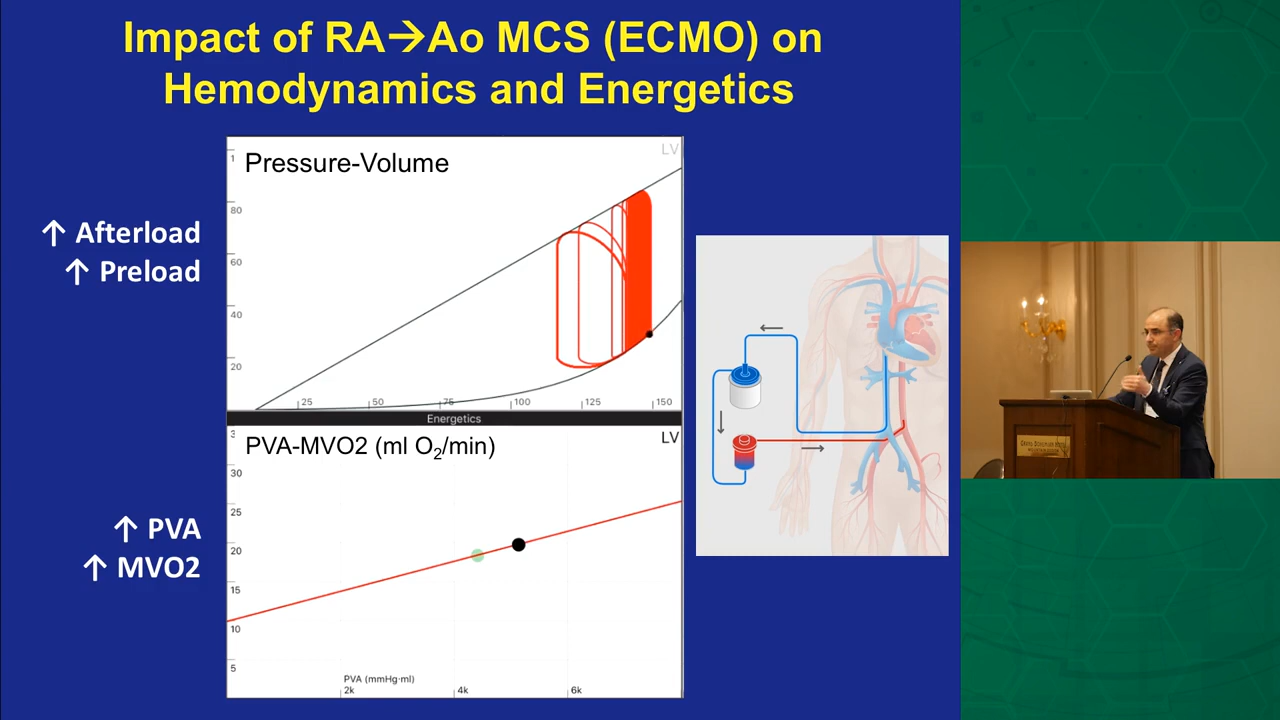 Impact of RA→Ao MCS (ECMO) on
Hemodynamics and Energetics
↑ Afterload
↑ Preload
Pressure-Volume
LV
1
80
60
40
20
25
50
75
100
125
150
Energetics
PVA-MVO2 (ml O₂/min)
LV
3
30
25
20
15
10
5
PVA (mmHg·ml)
2k
4k
6k
↑ PVA
↑ MVO2